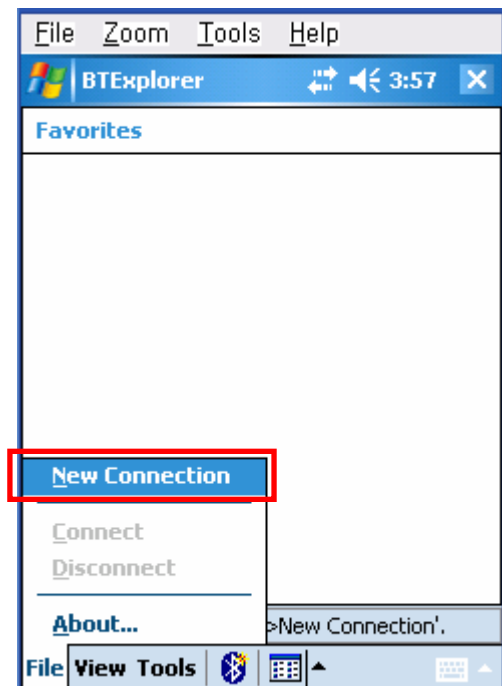 File Zoom Tools Help
BTExplorer 3:57
Favorites
New Connection
Connect
Disconnect
About...
>New Connection'.
File View Tools